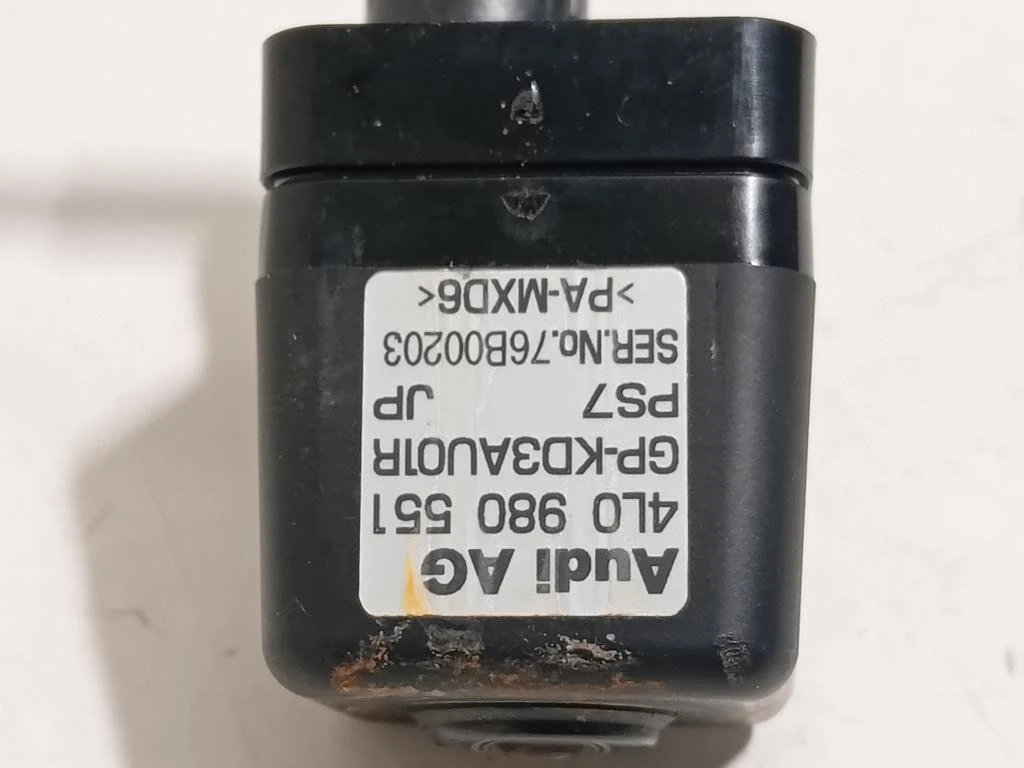 Audi AG
4L0 980 551
GP-KD3AU01R
PS7 JP
SER.No.76B00203
>PA-MXD6<